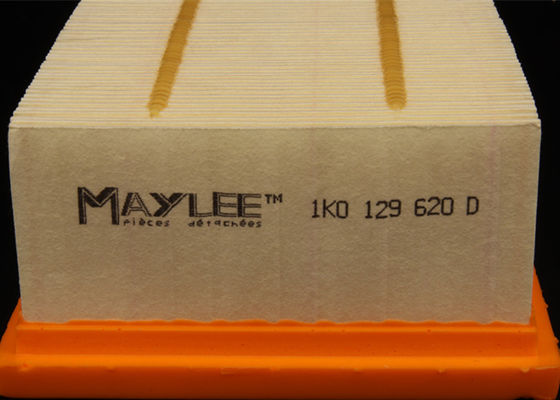 MAYLEE™ 1K0 129 620 D
Pièces détachées